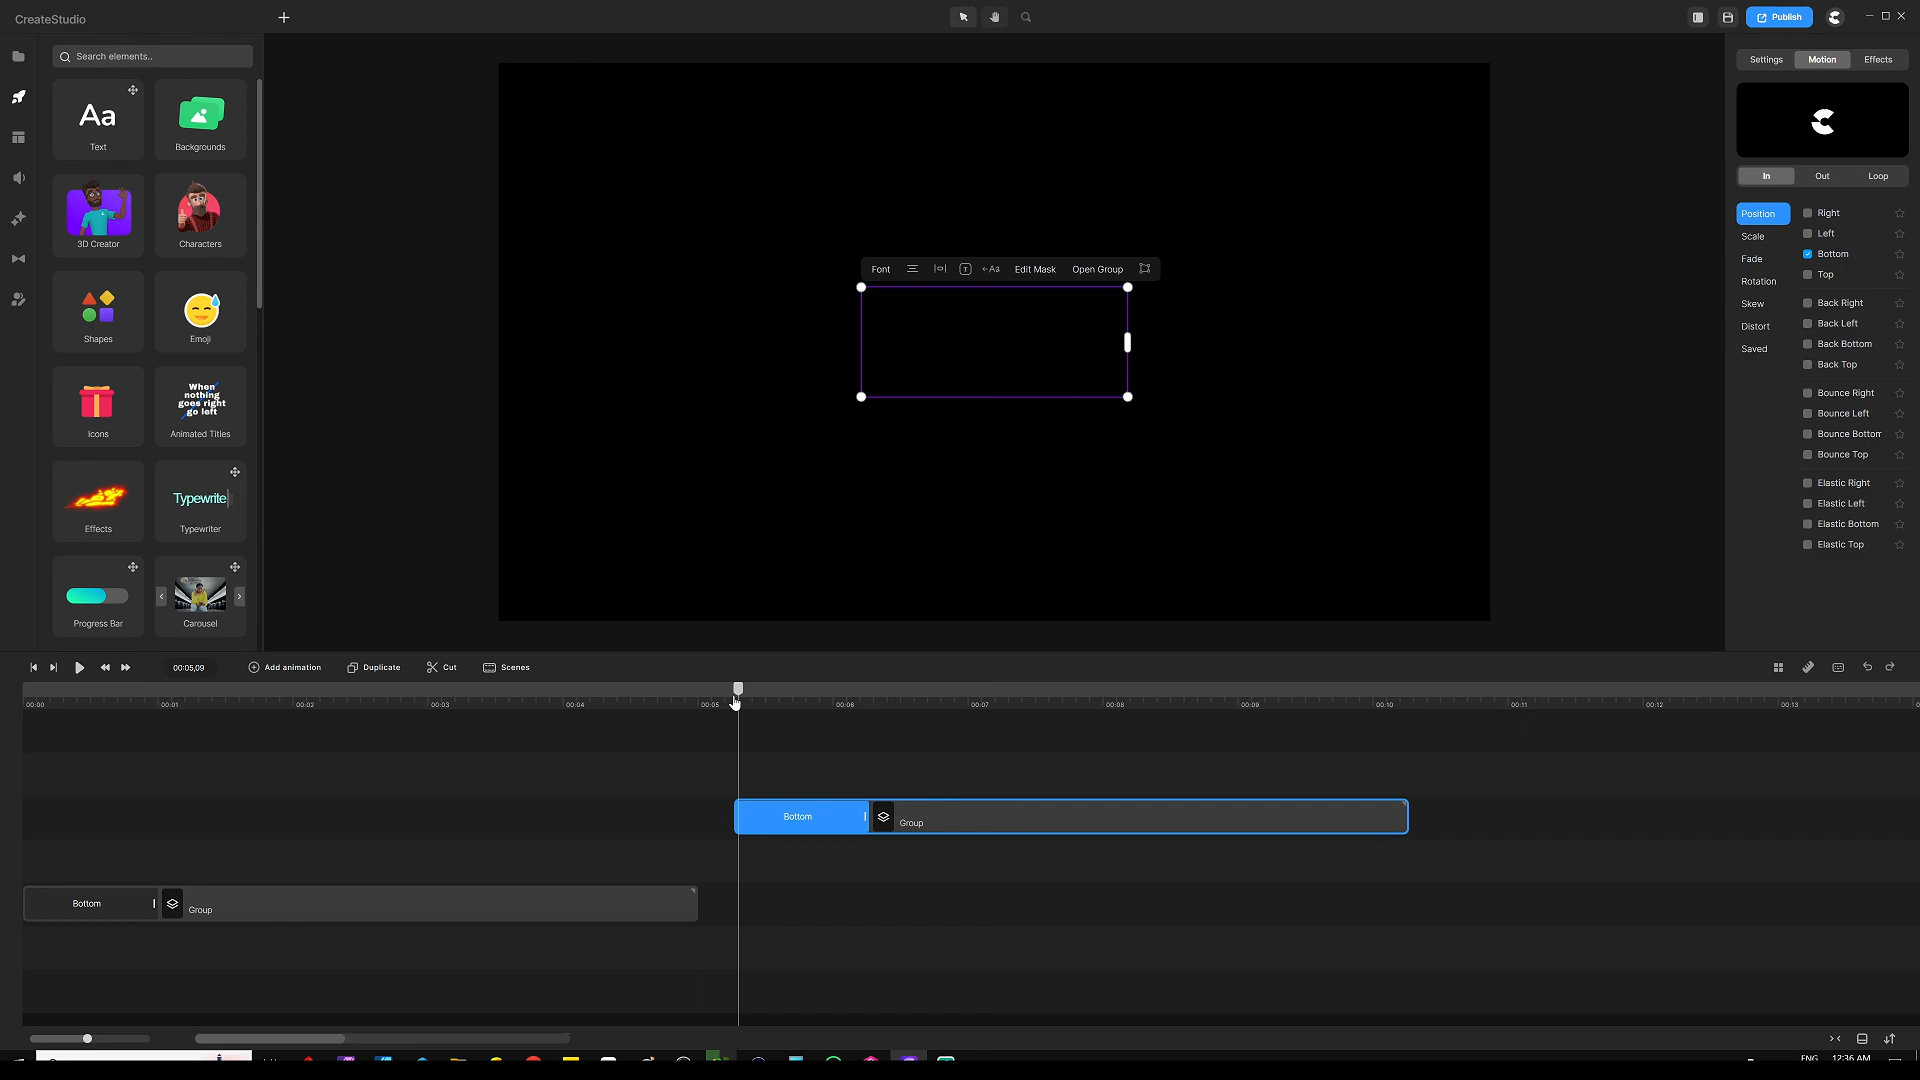 CreateStudio
Publish
Search elements..
Settings
Motion
Effects
Aa
Text
Backgrounds
3D Creator
Characters
Shapes
Emoji
Icons
When
nothing
goes right
go left
Animated Titles
Effects
Typewrite
Typewriter
Progress Bar
Carousel
Font
Aa
Edit Mask
Open Group
In
Out
Loop
Position
Scale
Fade
Rotation
Skew
Distort
Saved
Right
Left
Bottom
Top
Back Right
Back Left
Back Bottom
Back Top
Bounce Right
Bounce Left
Bounce Bottom
Bounce Top
Elastic Right
Elastic Left
Elastic Bottom
Elastic Top
00:05,09
Add animation
Duplicate
Cut
Scenes
00:00
00:01
00:02
00:03
00:04
00:05
00:06
00:07
00:08
00:09
00:10
00:11
00:12
00:13
Bottom
Group
Bottom
Group
ENG
12:36 AM